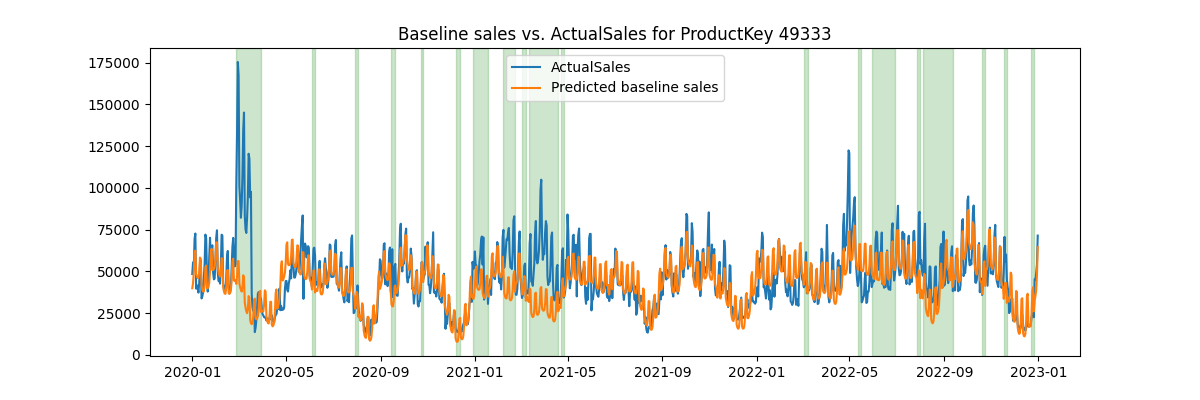 Baseline sales vs. ActualSales for ProductKey 49333
ActualSales
Predicted baseline sales
175000
150000
125000
100000
75000
50000
25000
0
2020-01 2020-05 2020-09 2021-01 2021-05 2021-09 2022-01 2022-05 2022-09 2023-01